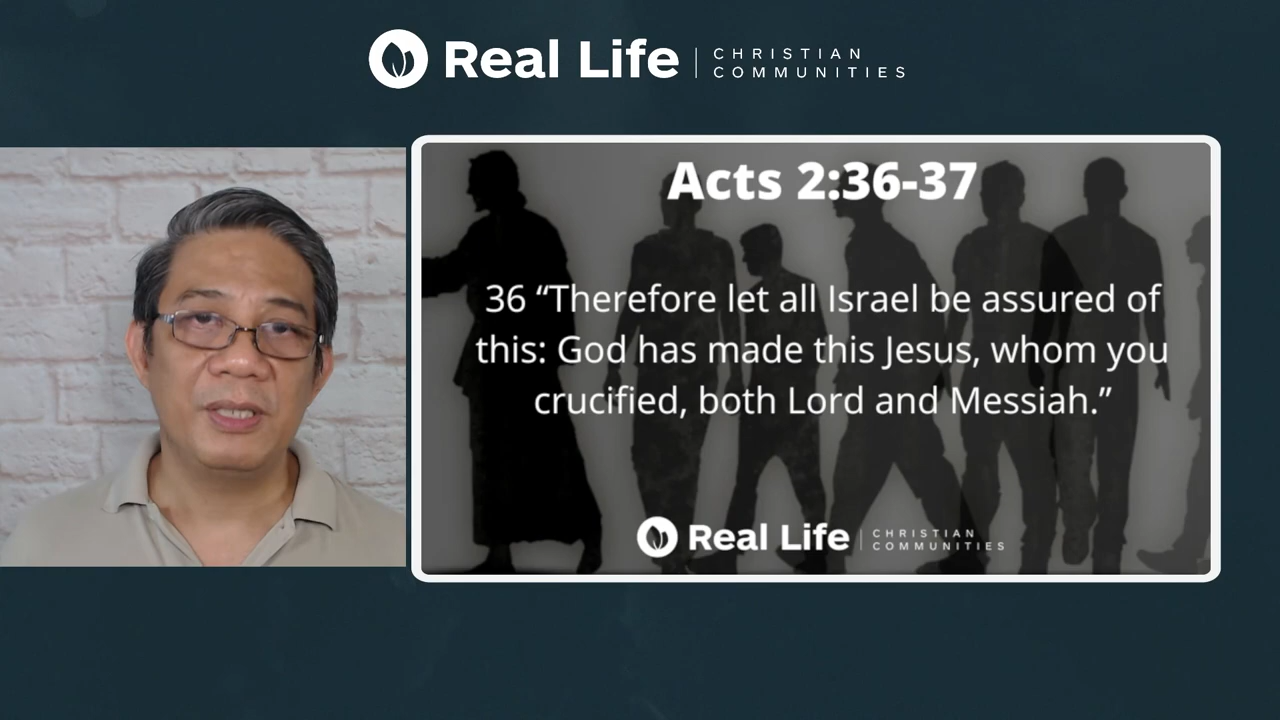 Real Life | CHRISTIAN
COMMUNITIES
Acts 2:36-37
36 “Therefore let all Israel be assured of
this: God has made this Jesus, whom you
crucified, both Lord and Messiah.”
Real Life | CHRISTIAN
COMMUNITIES